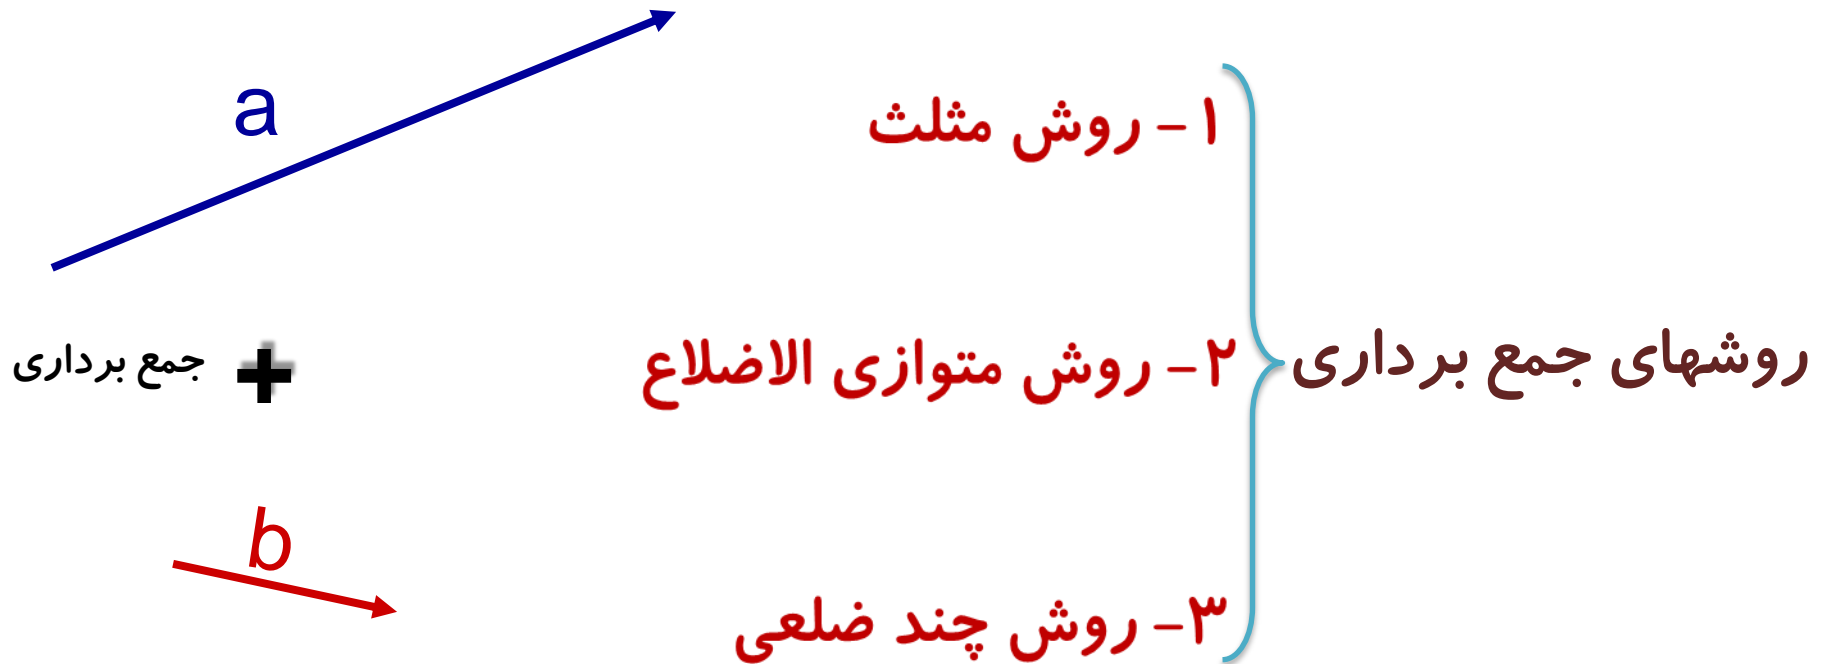 روشهای جمع برداری
۱- روش مثلث
۲- روش متوازی الاضلاع
۳- روش چند ضلعی
a
+ جمع برداری
b